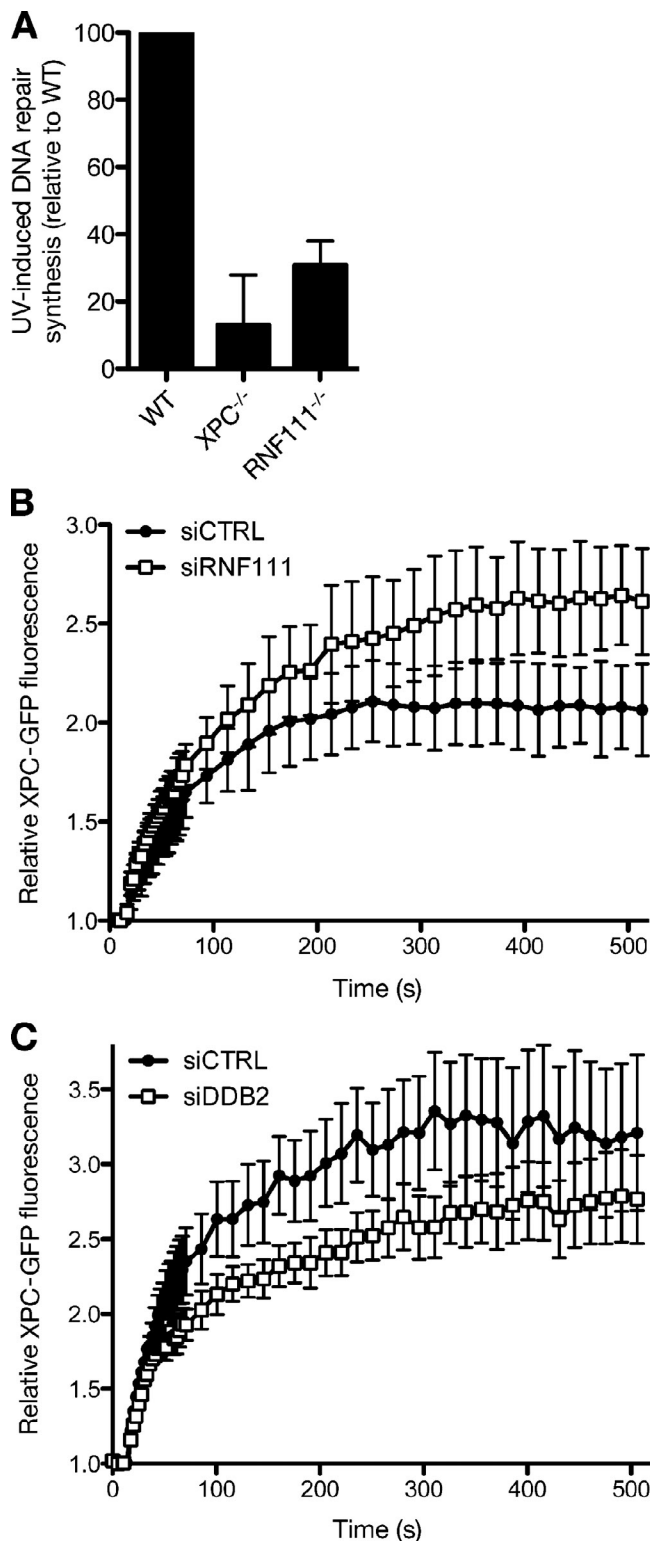 A
UV-induced DNA repair
synthesis (relative to WT)
100
80
60
40
20
0
WT
XPC-/-
RNF111-/-
B
siCTRL
siRNF111
Relative XPC-GFP fluorescence
3.0
2.5
2.0
1.5
1.0
0
100
200
300
400
500
Time (s)
C
siCTRL
siDDB2
Relative XPC-GFP fluorescence
3.5
3.0
2.5
2.0
1.5
1.0
0
100
200
300
400
500
Time (s)